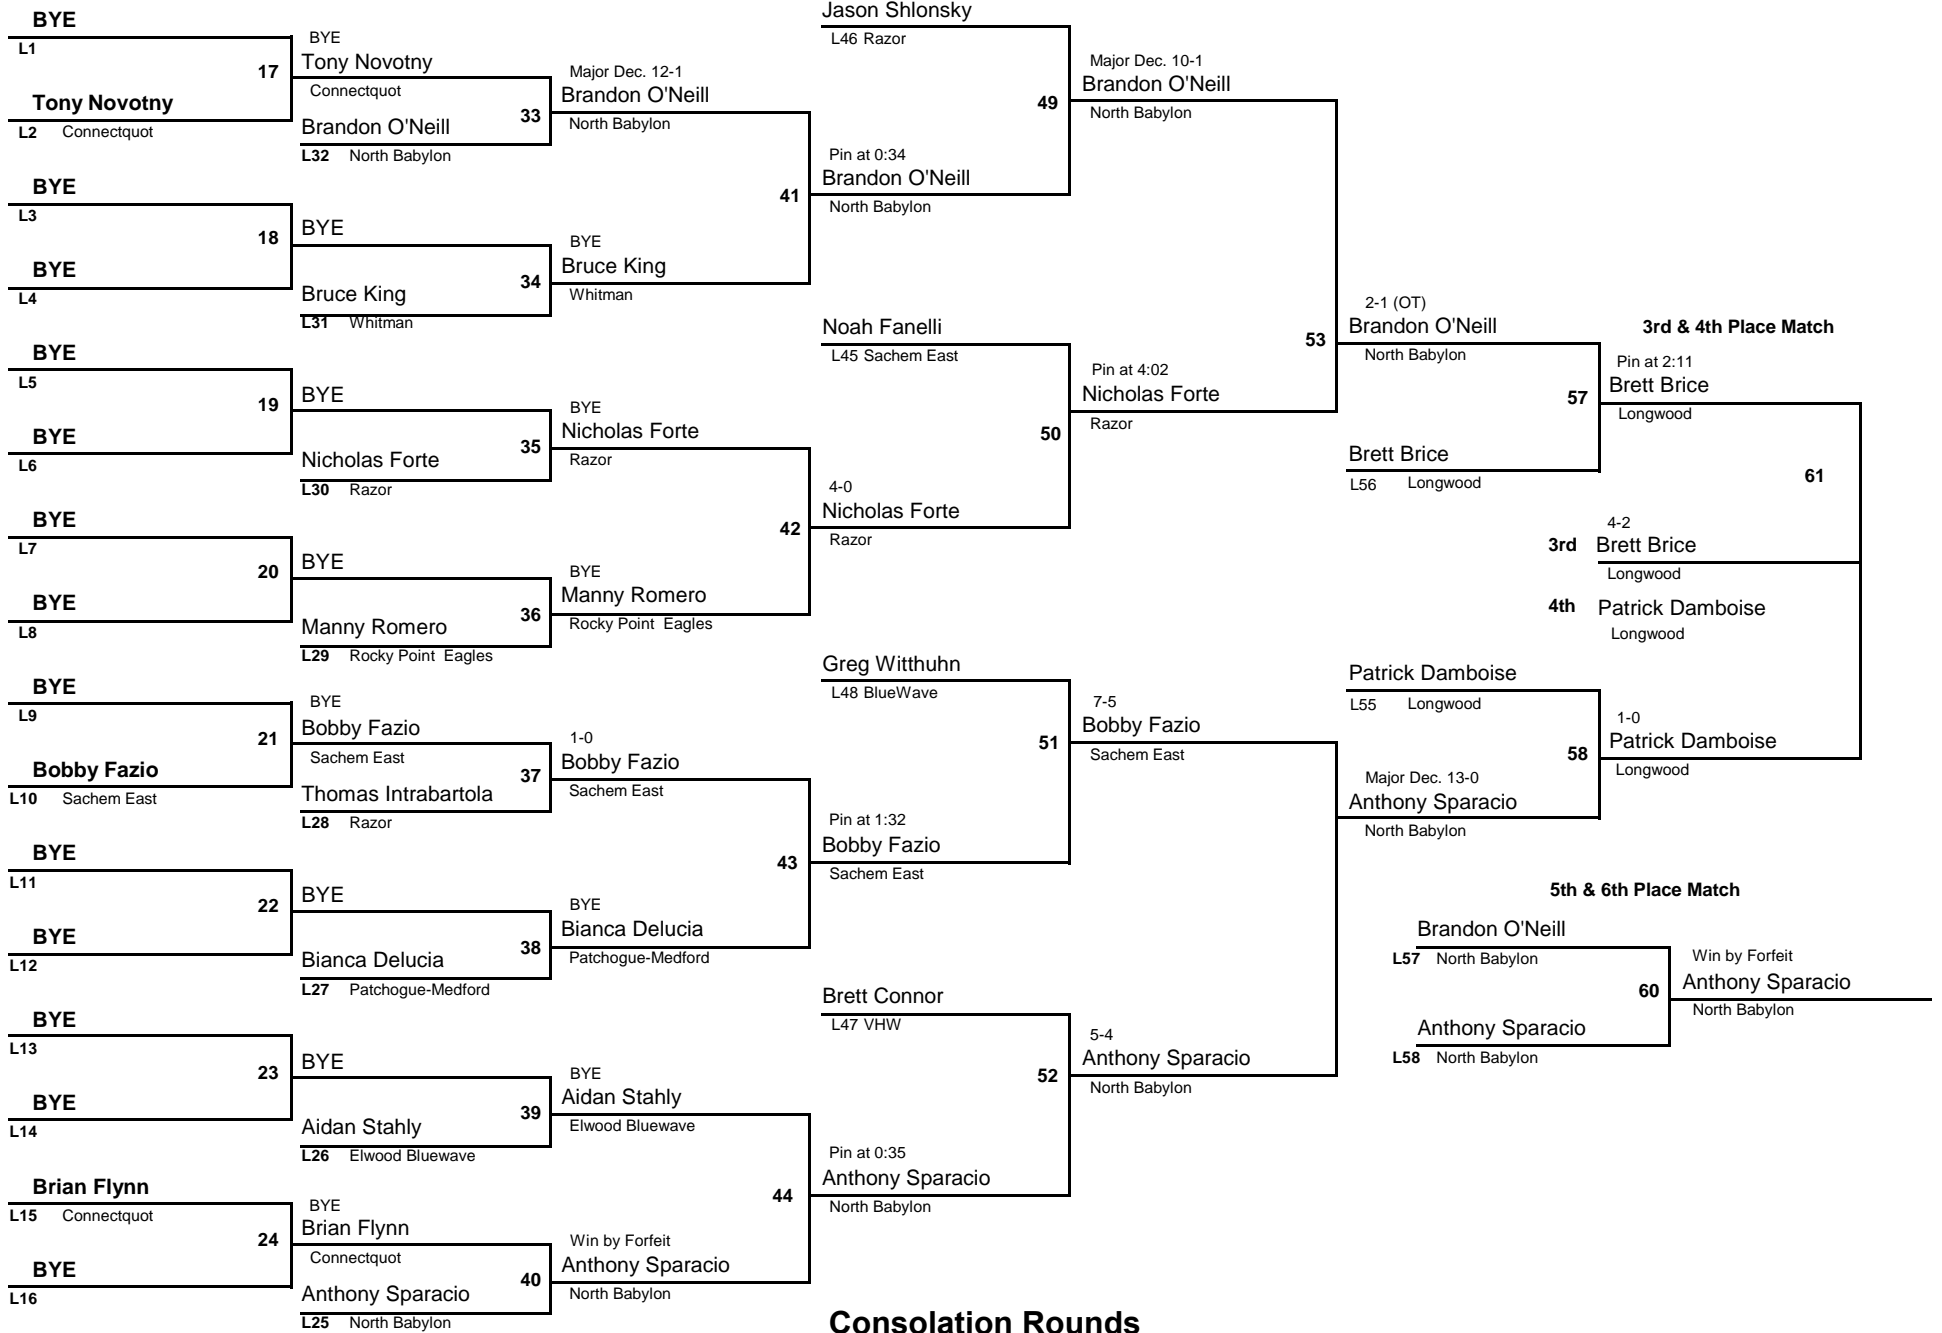 BYE
L1
17
Tony Novotny
L2 Connectquot
BYE
L3
18
BYE
L4
BYE
L5
19
BYE
L6
BYE
L7
20
BYE
L8
BYE
L9
21
Bobby Fazio
L10 Sachem East
BYE
L11
22
BYE
L12
BYE
L13
23
BYE
L14
Brian Flynn
L15 Connectquot
24
BYE
L16
BYE
Tony Novotny
Connectquot
33
Brandon O'Neill
L32 North Babylon
BYE
34
Bruce King
L31 Whitman
BYE
35
Nicholas Forte
L30 Razor
BYE
36
Manny Romero
L29 Rocky Point Eagles
BYE
Bobby Fazio
Sachem East
37
Thomas Intrabartola
L28 Razor
BYE
38
Bianca Delucia
L27 Patchogue-Medford
BYE
39
Aidan Stahly
L26 Elwood Bluewave
BYE
Brian Flynn
Connectquot
40
Anthony Sparacio
L25 North Babylon
Major Dec. 12-1
Brandon O'Neill
North Babylon
41
BYE
Bruce King
Whitman
BYE
Nicholas Forte
Razor
42
BYE
Manny Romero
Rocky Point Eagles
1-0
Bobby Fazio
Sachem East
43
BYE
Bianca Delucia
Patchogue-Medford
BYE
Aidan Stahly
Elwood Bluewave
44
Win by Forfeit
Anthony Sparacio
North Babylon
Jason Shlonsky
L46 Razor
49
Pin at 0:34
Brandon O'Neill
North Babylon
Noah Fanelli
L45 Sachem East
50
4-0
Nicholas Forte
Razor
Greg Witthuhn
L48 BlueWave
51
Pin at 1:32
Bobby Fazio
Sachem East
Brett Connor
L47 VHW
52
Pin at 0:35
Anthony Sparacio
North Babylon
Major Dec. 10-1
Brandon O'Neill
North Babylon
53
Pin at 4:02
Nicholas Forte
Razor
7-5
Bobby Fazio
Sachem East
5-4
Anthony Sparacio
North Babylon
2-1 (OT)
Brandon O'Neill
North Babylon
57
Brett Brice
L56 Longwood
Patrick Damboise
L55 Longwood
58
Major Dec. 13-0
Anthony Sparacio
North Babylon
3rd & 4th Place Match
Pin at 2:11
Brett Brice
Longwood
61
4-2
3rd Brett Brice
Longwood
4th Patrick Damboise
Longwood
1-0
Patrick Damboise
Longwood
5th & 6th Place Match
Brandon O'Neill
L57 North Babylon
60
Anthony Sparacio
L58 North Babylon
Win by Forfeit
Anthony Sparacio
North Babylon
Consolation Rounds